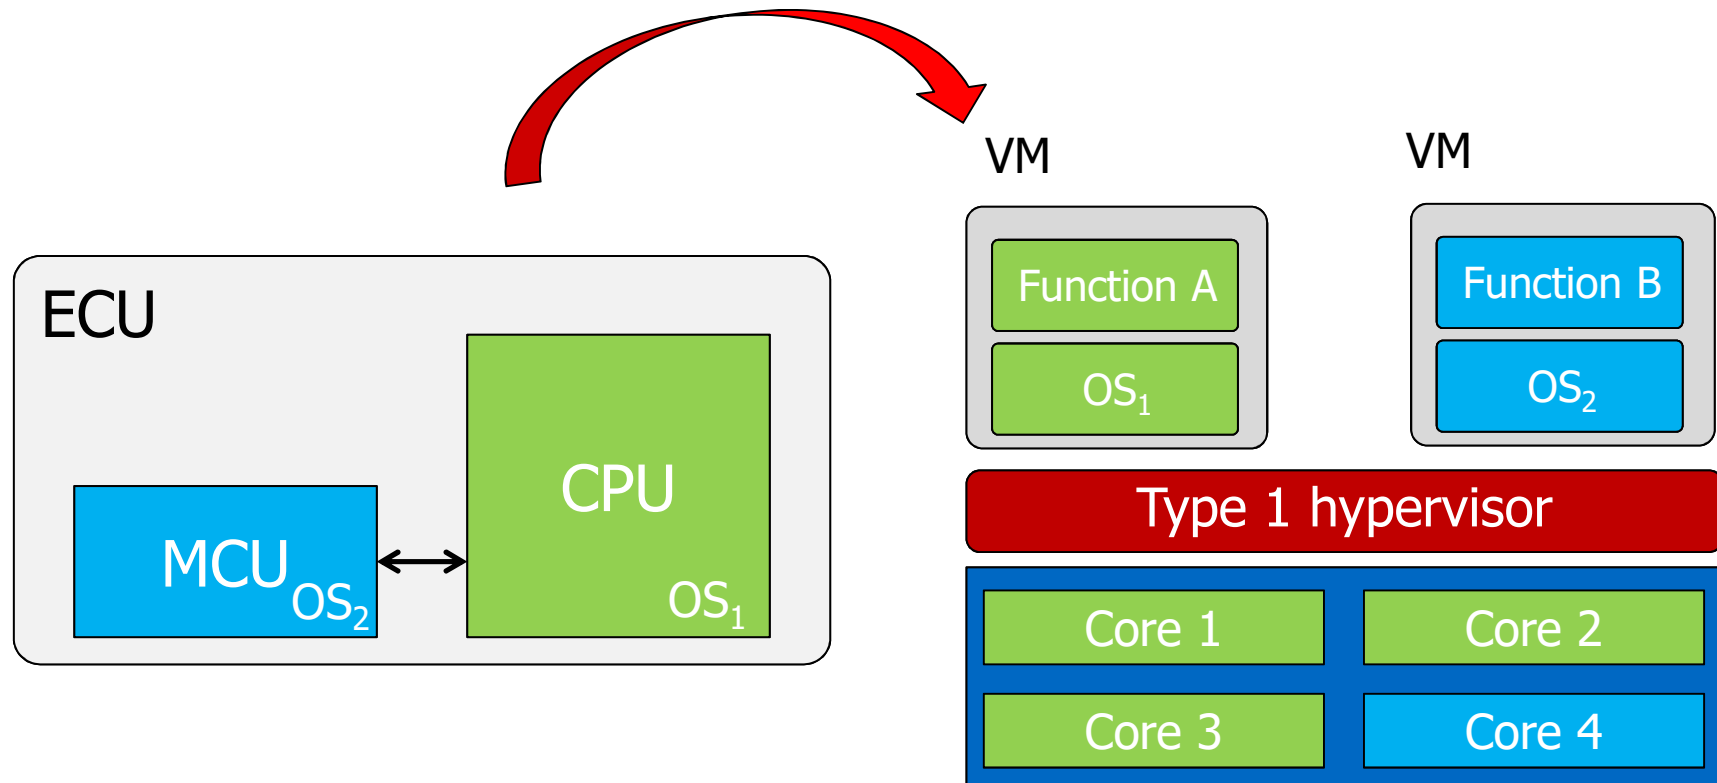 ECU
CPU
OS₁
MCU
OS₂
VM
Function A
OS₁
VM
Function B
OS₂
Type 1 hypervisor
Core 1
Core 2
Core 3
Core 4